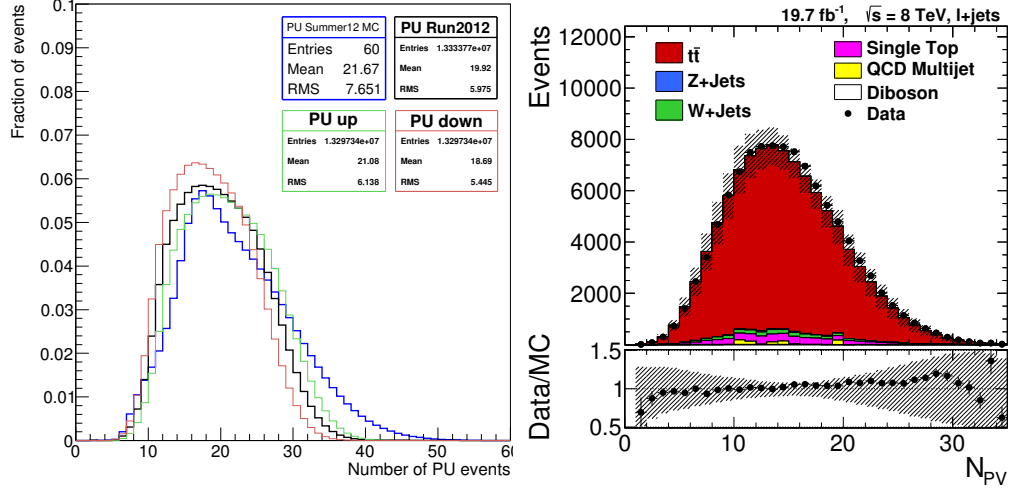 Fraction of events
0.1
0.09
0.08
0.07
0.06
0.05
0.04
0.03
0.02
0.01
0
PU Summer12 MC
Entries 60
Mean 21.67
RMS 7.651
PU Run2012
Entries 1.333377e+07
Mean 19.92
RMS 5.975
PU up
Entries 1.329734e+07
Mean 21.08
RMS 6.138
PU down
Entries 1.329734e+07
Mean 18.69
RMS 5.445
0 10 20 30 40 50 60
Number of PU events
19.7 fb⁻¹, √s = 8 TeV, l+jets
Events
12000
10000
8000
6000
4000
2000
tt̄
Z+Jets
W+Jets
Single Top
QCD Multijet
Diboson
Data
Data/MC
1.5
1
0.5
0 10 20 30
N_PV